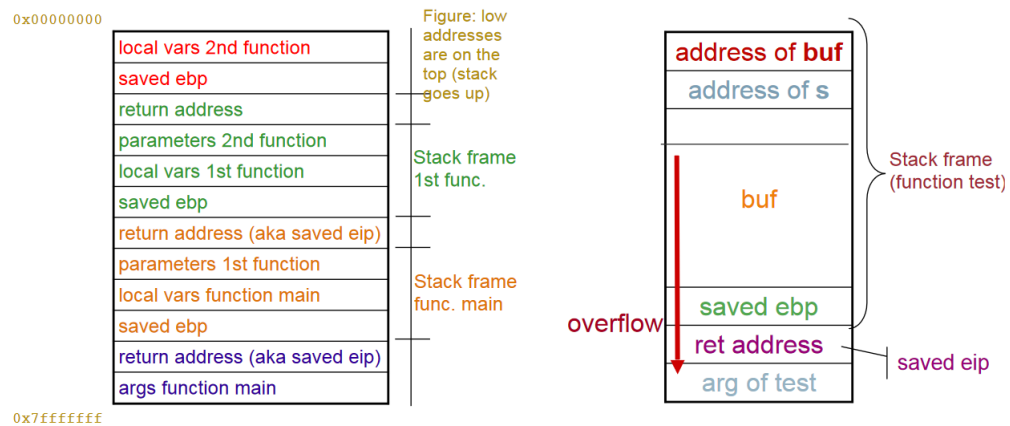 0x00000000
Figure: low
addresses
are on the
top (stack
goes up)
local vars 2nd function
saved ebp
return address
parameters 2nd function
local vars 1st function
saved ebp
return address (aka saved eip)
parameters 1st function
local vars function main
saved ebp
return address (aka saved eip)
args function main
0x7fffffff
Stack frame
1st func.
Stack frame
func. main
address of buf
address of s
buf
saved ebp
ret address
arg of test
overflow
Stack frame
(function test)
saved eip